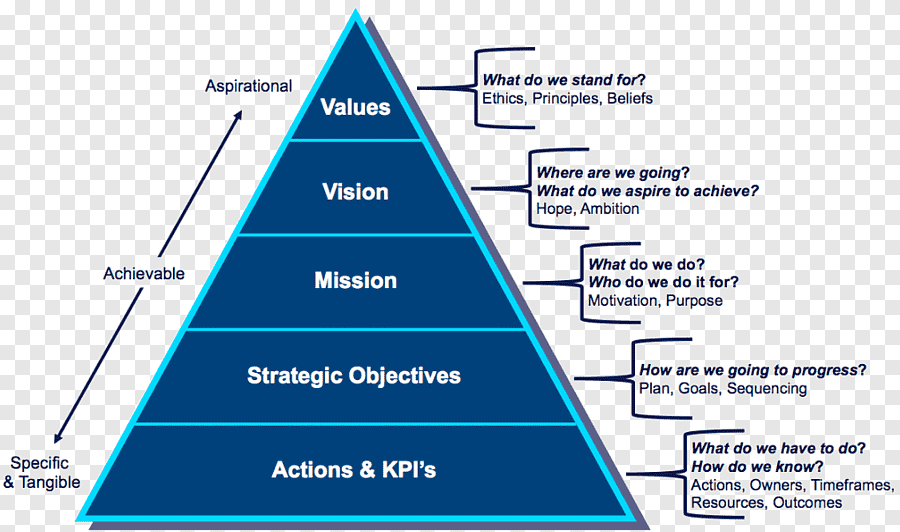 Aspirational
Achievable
Specific
& Tangible
Values
Vision
Mission
Strategic Objectives
Actions & KPI's
What do we stand for?
Ethics, Principles, Beliefs
Where are we going?
What do we aspire to achieve?
Hope, Ambition
What do we do?
Who do we do it for?
Motivation, Purpose
How are we going to progress?
Plan, Goals, Sequencing
What do we have to do?
How do we know?
Actions, Owners, Timeframes,
Resources, Outcomes